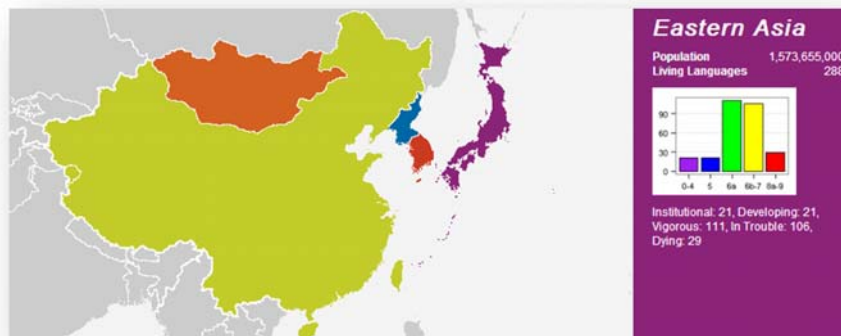 Eastern Asia
Population 1,573,655,000
Living Languages 288
90
60
30
0
0-4 5 6a 6b-7 8a-9
Institutional: 21, Developing: 21,
Vigorous: 111, In Trouble: 106,
Dying: 29